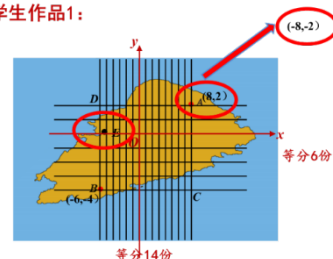 学生作品1：
(-8,-2)
y
D
A
(8,2)
E
O
x
等分6份
B
(-6,-4)
C
等分14份